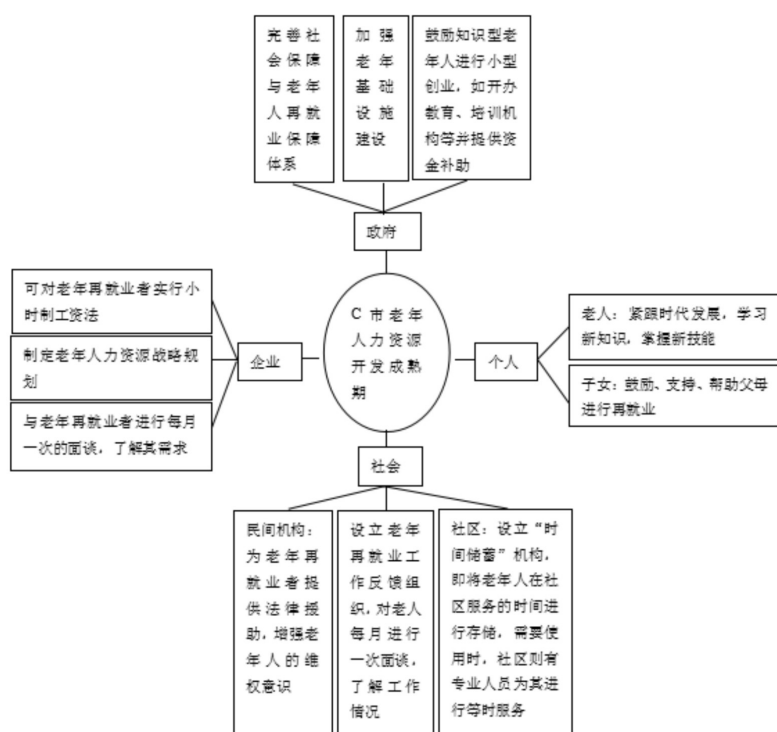 完善社
会保障
与老年
人再就
业保障
体系
加强
老年
基础
设施
建设
鼓励知识型老
年人进行小型
创业，如开办
教育、培训机
构等并提供资
金补助
政府
可对老年再就业者实行小
时制工资法
制定老年人力资源战略规
划
与老年再就业者进行每月
一次的面谈，了解其需求
企业
C 市老年
人力资源
开发成熟
期
个人
老人：紧跟时代发展，学习
新知识，掌握新技能
子女：鼓励、支持、帮助父母
进行再就业
社会
民间机构：
为老年再
就业者提
供法律援
助，增强老
年人的维
权意识
设立老年
再就业工
作反馈组
织，对老人
每月进行
一次面谈，
了解工作
情况
社区：设立“时
间储蓄”机构，
即将老年人在社
区服务的时间进
行存储，需要使
用时，社区则有
专业人员为其进
行等时服务